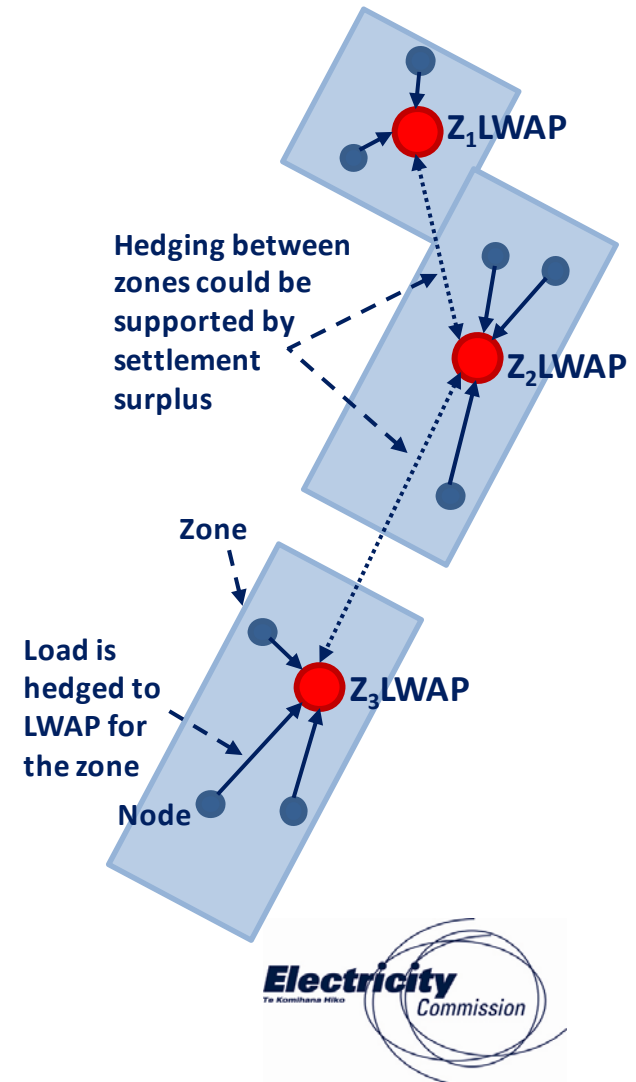 Z₁LWAP
Hedging between
zones could be
supported by
settlement
surplus
Z₂LWAP
Zone
Load is
hedged to
LWAP for
the zone
Z₃LWAP
Node
Electricity
Te Komihana Hiko
Commission